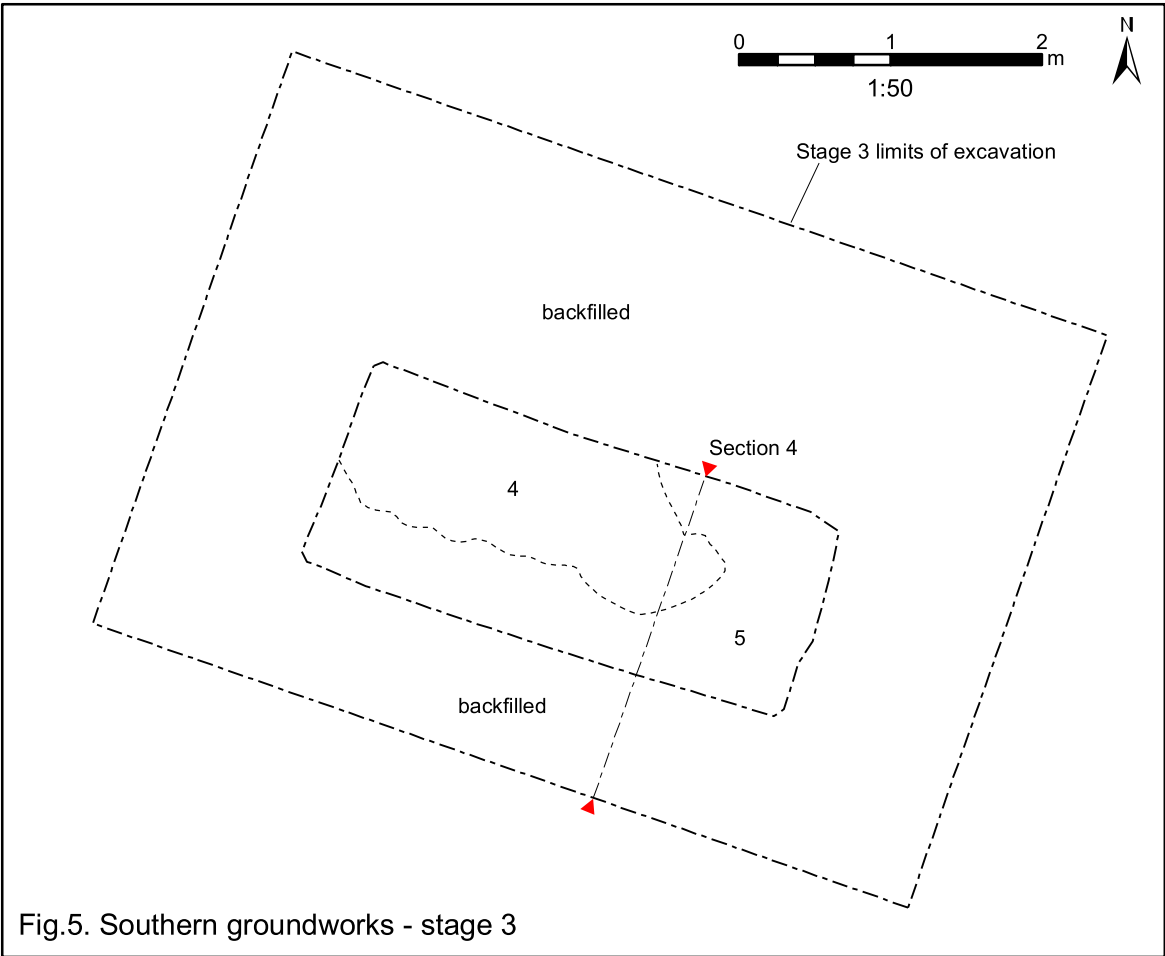 N
0 1 2 m
1:50
Stage 3 limits of excavation
backfilled
Section 4
4
5
backfilled
Fig.5. Southern groundworks - stage 3